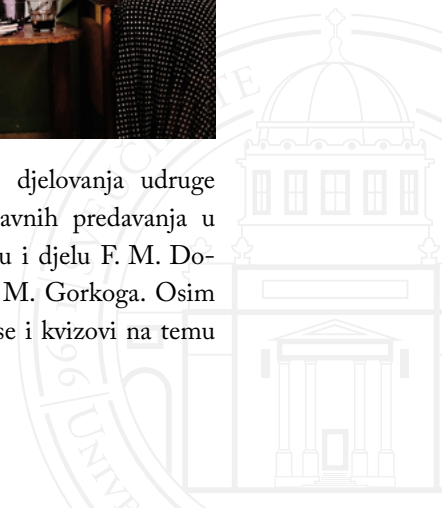 djelovanja udruge
avnih predavanja u
u i djelu F. M. Do-
M. Gorkoga. Osim
se i kvizovi na temu